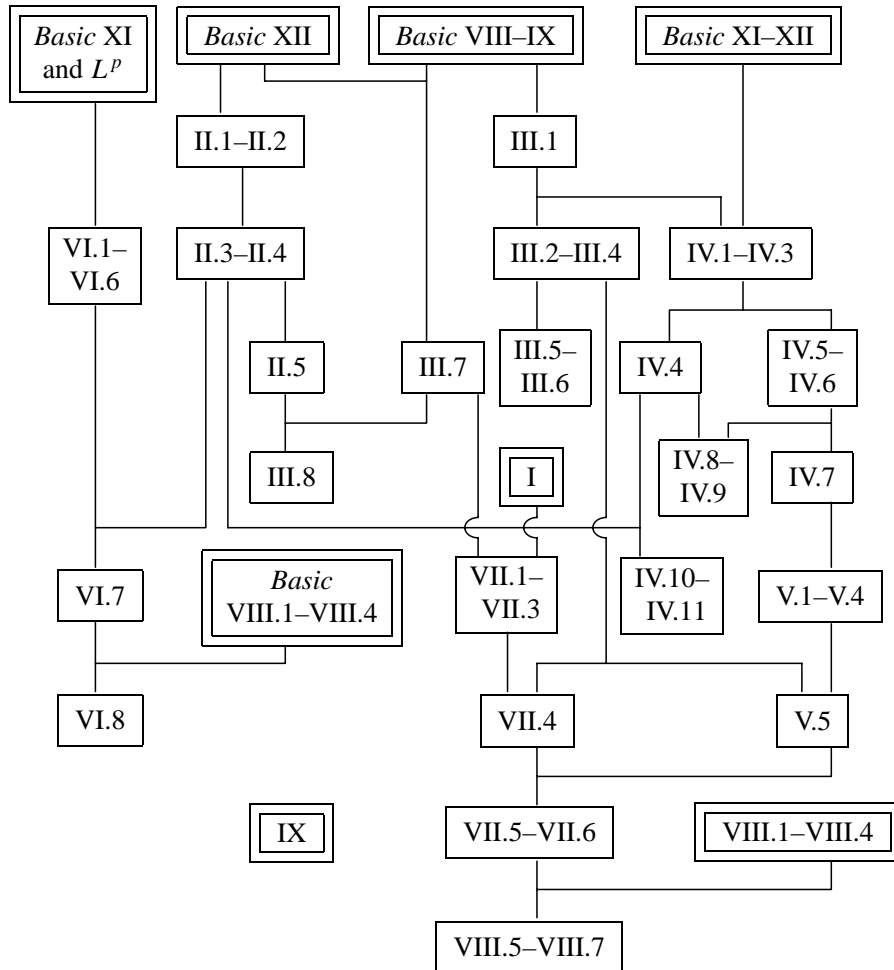 Basic XI
and L^p
Basic XII
Basic VIII–IX
Basic XI–XII
II.1–II.2
III.1
VI.1–
VI.6
II.3–II.4
III.2–III.4
IV.1–IV.3
II.5
III.7
III.5–
III.6
IV.4
IV.5–
IV.6
III.8
I
IV.8–
IV.9
IV.7
VI.7
Basic
VIII.1–VIII.4
VII.1–
VII.3
IV.10–
IV.11
V.1–V.4
VI.8
VII.4
V.5
IX
VII.5–VII.6
VIII.1–VIII.4
VIII.5–VIII.7